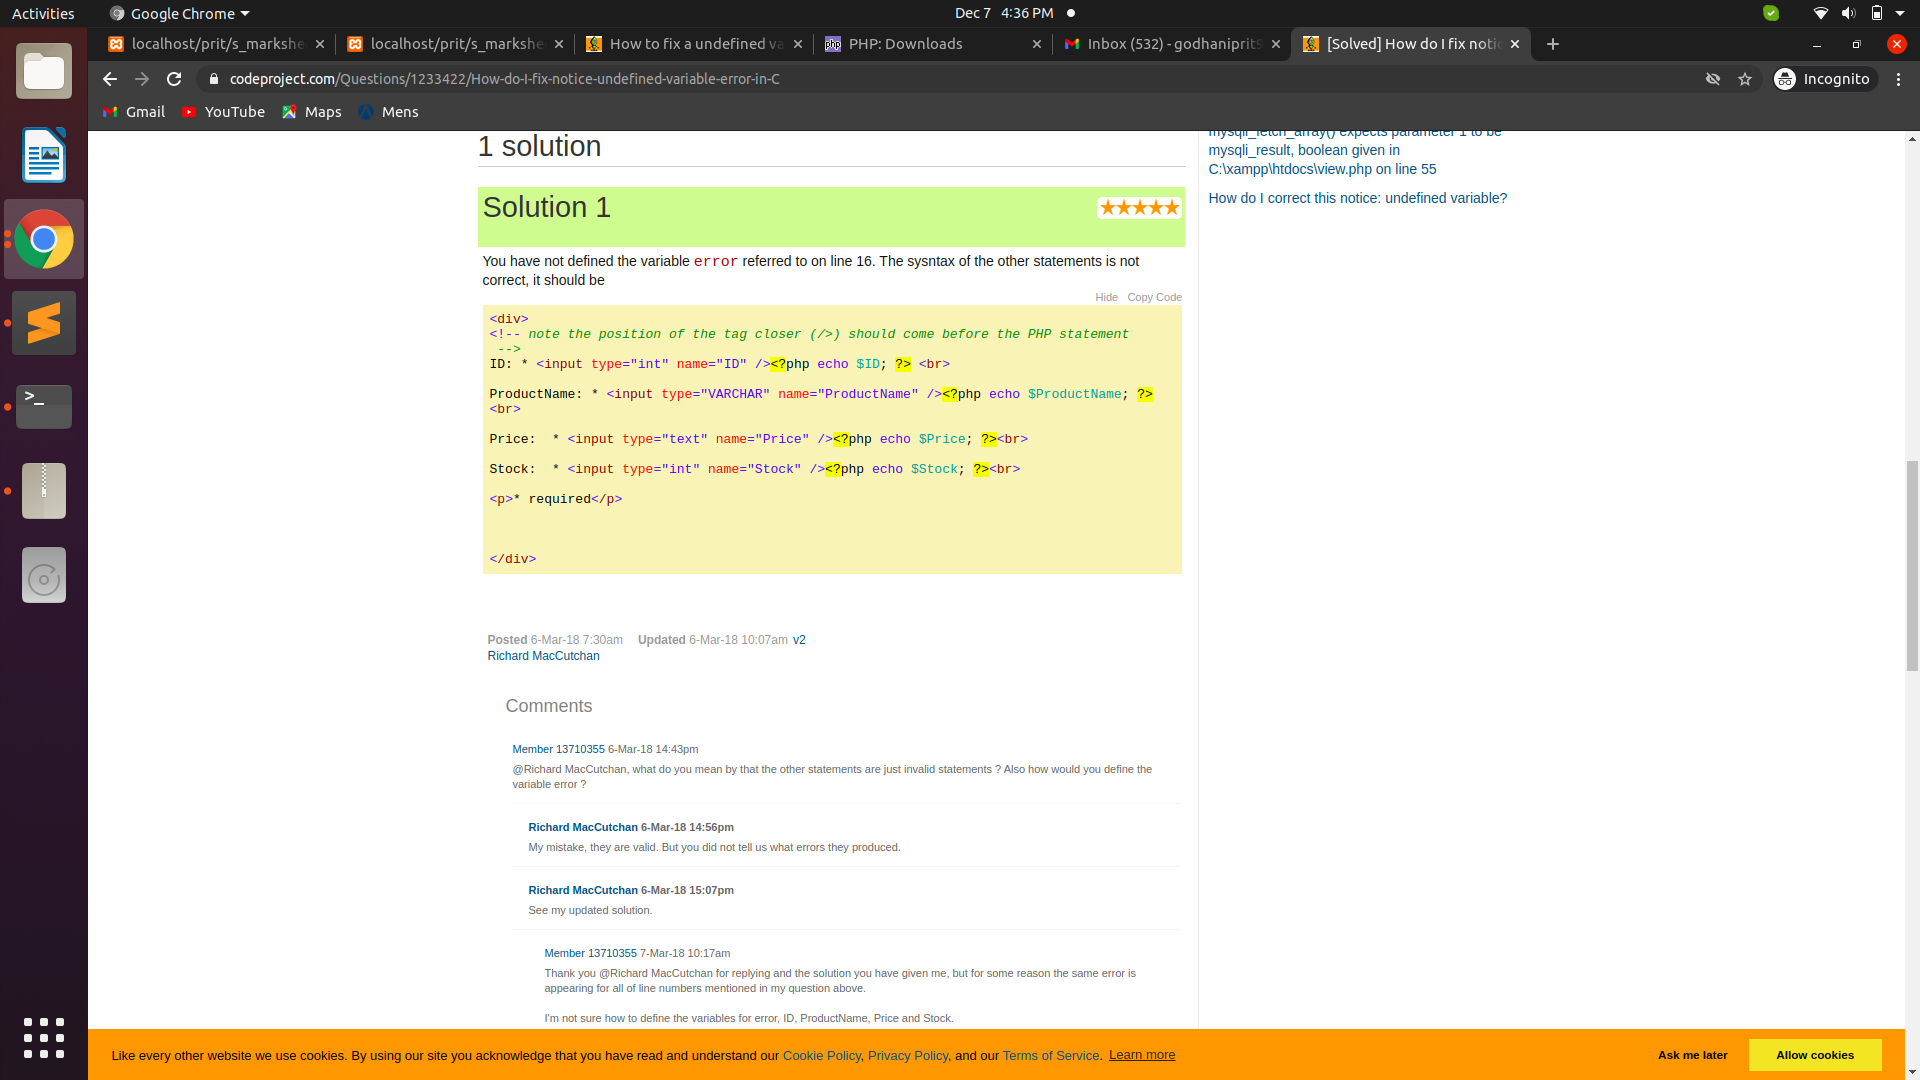 Activities
Google Chrome
Dec 7 4:36 PM
localhost/prit/s_markshe
localhost/prit/s_markshe
How to fix a undefined va
PHP: Downloads
Inbox (532) - godhaniprit9
[Solved] How do I fix notic
codeproject.com/Questions/1233422/How-do-I-fix-notice-undefined-variable-error-in-C
Incognito
Gmail
YouTube
Maps
Mens
1 solution
mysqli_fetch_array() expects parameter 1 to be
mysqli_result, boolean given in
C:\xampp\htdocs\view.php on line 55
How do I correct this notice: undefined variable?
Solution 1
You have not defined the variable error referred to on line 16. The sysntax of the other statements is not
correct, it should be
Hide Copy Code
<div>
<!-- note the position of the tag closer (/>) should come before the PHP statement
-->
ID: * <input type="int" name="ID" /><?php echo $ID; ?> <br>
ProductName: * <input type="VARCHAR" name="ProductName" /><?php echo $ProductName; ?>
<br>
Price:  * <input type="text" name="Price" /><?php echo $Price; ?><br>
Stock:  * <input type="int" name="Stock" /><?php echo $Stock; ?><br>
<p>* required</p>
</div>
Posted 6-Mar-18 7:30am Updated 6-Mar-18 10:07am v2
Richard MacCutchan
Comments
Member 13710355 6-Mar-18 14:43pm
@Richard MacCutchan, what do you mean by that the other statements are just invalid statements ? Also how would you define the
variable error ?
Richard MacCutchan 6-Mar-18 14:56pm
My mistake, they are valid. But you did not tell us what errors they produced.
Richard MacCutchan 6-Mar-18 15:07pm
See my updated solution.
Member 13710355 7-Mar-18 10:17am
Thank you @Richard MacCutchan for replying and the solution you have given me, but for some reason the same error is
appearing for all of line numbers mentioned in my question above.
I'm not sure how to define the variables for error, ID, ProductName, Price and Stock.
Like every other website we use cookies. By using our site you acknowledge that you have read and understand our Cookie Policy, Privacy Policy, and our Terms of Service. Learn more
Ask me later
Allow cookies